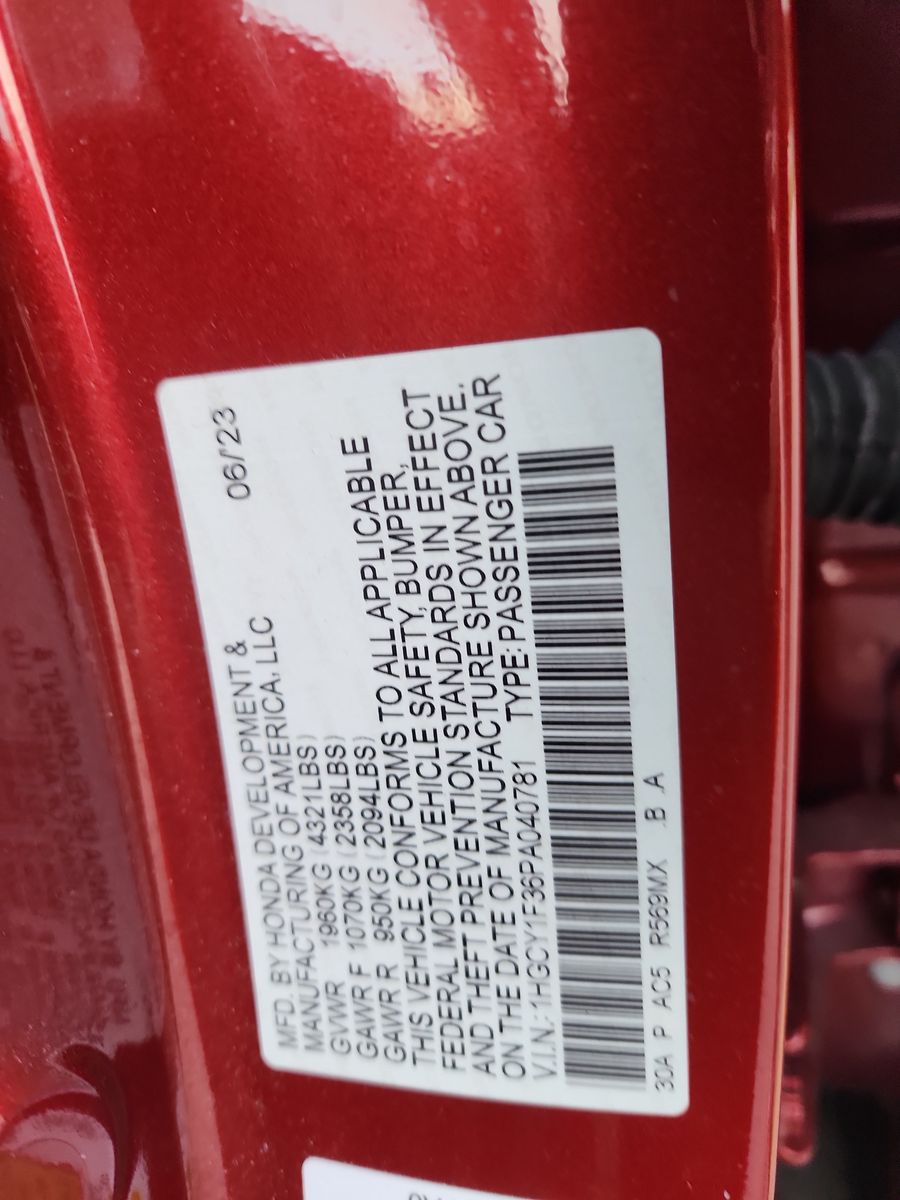 MFD. BY HONDA DEVELOPMENT & 06/'23
MANUFACTURING OF AMERICA, LLC
GVWR 1960KG (4321LBS)
GAWR F 1070KG (2358LBS)
GAWR R 950KG (2094LBS)
THIS VEHICLE CONFORMS TO ALL APPLICABLE
FEDERAL MOTOR VEHICLE SAFETY, BUMPER,
AND THEFT PREVENTION STANDARDS IN EFFECT
ON THE DATE OF MANUFACTURE SHOWN ABOVE.
V.I.N.:1HGCY1F36PA040781 TYPE:PASSENGER CAR
30A P AC5 R569MX B A